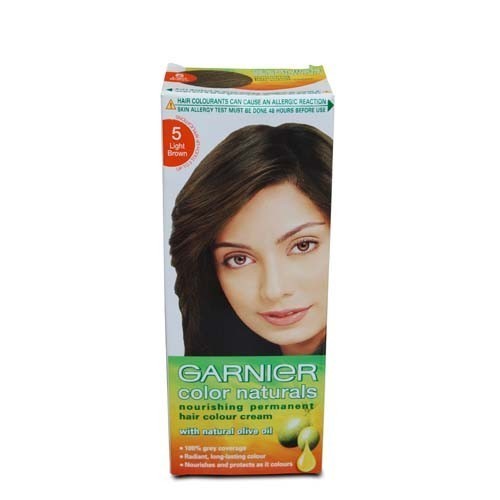 5
HAIR COLOURANTS CAN CAUSE AN ALLERGIC REACTION
SKIN ALLERGY TEST MUST BE DONE 48 HOURS BEFORE USE
5
Light
Brown
GARNIER
color naturals
nourishing permanent
hair colour cream
with natural olive oil
• 100% grey coverage
• Radiant, long-lasting colour
• Nourishes and protects as it colours